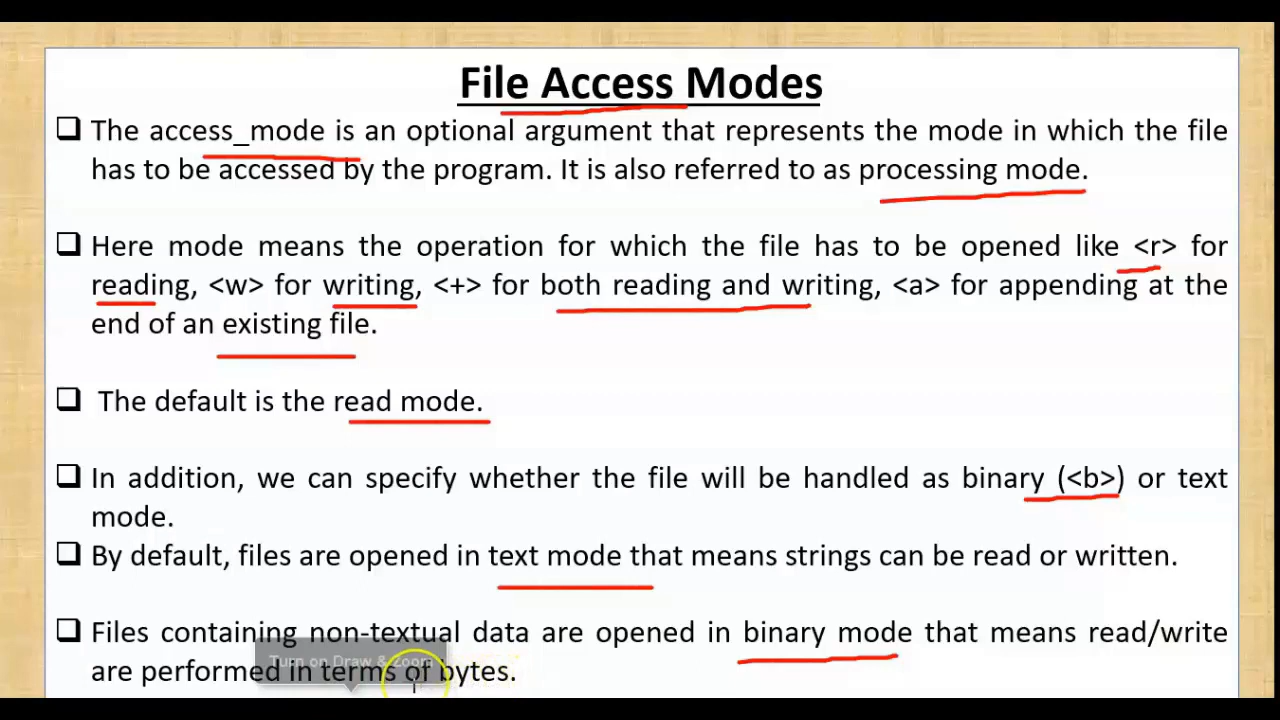 File Access Modes
❑ The access_mode is an optional argument that represents the mode in which the file
has to be accessed by the program. It is also referred to as processing mode.
❑ Here mode means the operation for which the file has to be opened like <r> for
reading, <w> for writing, <+> for both reading and writing, <a> for appending at the
end of an existing file.
❑ The default is the read mode.
❑ In addition, we can specify whether the file will be handled as binary (<b>) or text
mode.
❑ By default, files are opened in text mode that means strings can be read or written.
❑ Files containing non-textual data are opened in binary mode that means read/write
Turn on Draw & Zoom
are performed in terms of bytes.